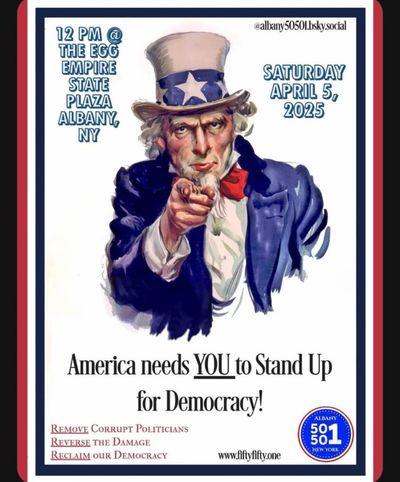 @albany50501.bsky.social
12 PM @
THE EGG
EMPIRE
STATE
PLAZA
ALBANY,
NY
SATURDAY
APRIL 5,
2025
America needs YOU to Stand Up
for Democracy!
REMOVE CORRUPT POLITICIANS
REVERSE THE DAMAGE
RECLAIM OUR DEMOCRACY
www.fiftyfifty.one
ALBANY
50
50 1
NEW YORK